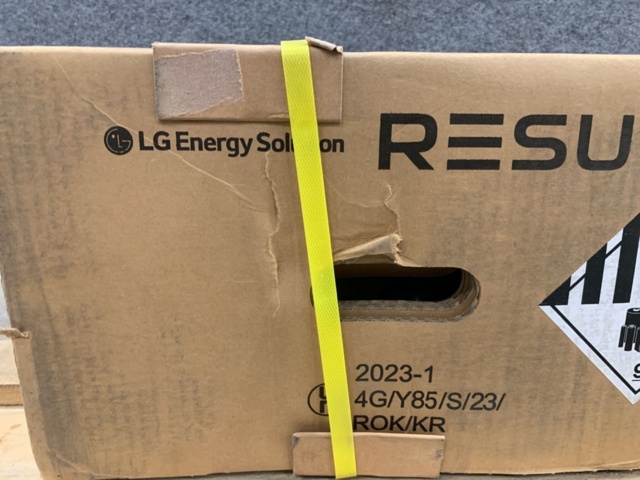 LG Energy Solution
RESU
2023-1
4G/Y85/S/23/
ROK/KR